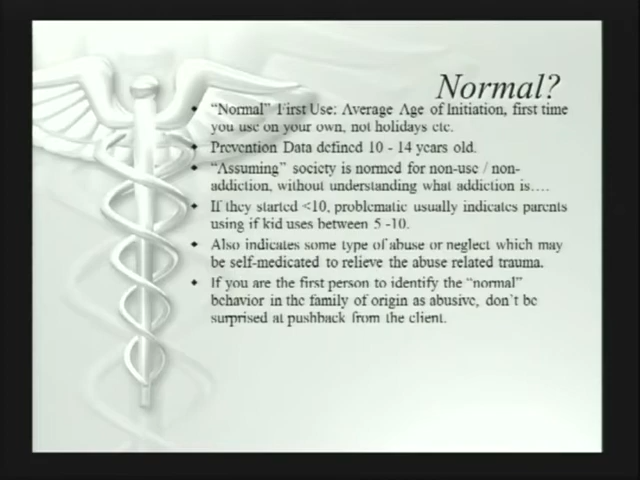 Normal?
• "Normal" First Use: Average Age of Initiation, first time
you use on your own, not holidays etc.
• Prevention Data defined 10 - 14 years old.
• "Assuming" society is normed for non-use / non-
addiction, without understanding what addiction is….
• If they started <10, problematic usually indicates parents
using if kid uses between 5 -10.
• Also indicates some type of abuse or neglect which may
be self-medicated to relieve the abuse related trauma.
• If you are the first person to identify the "normal"
behavior in the family of origin as abusive, don't be
surprised at pushback from the client.